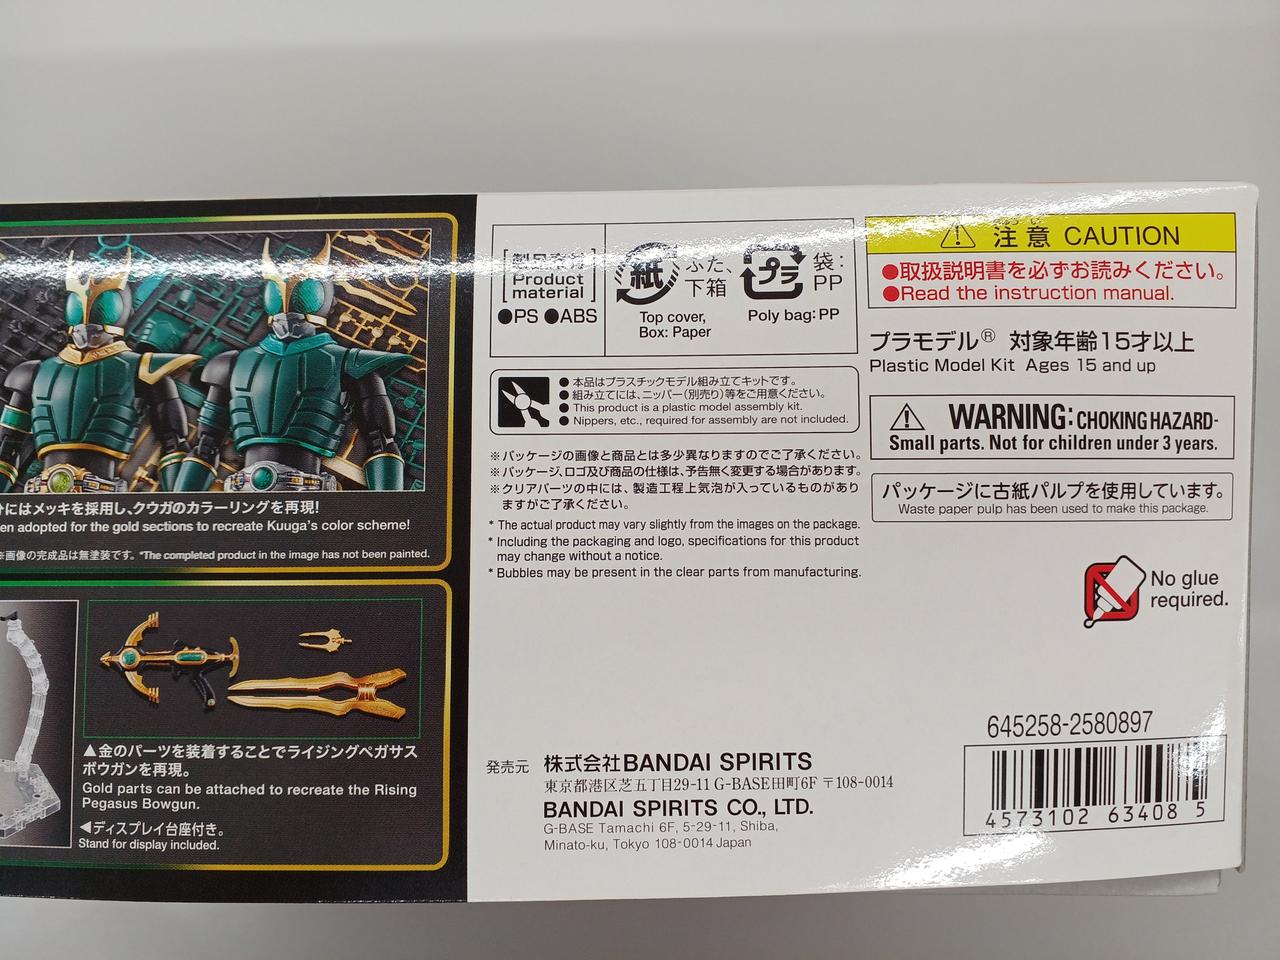 分にはメッキを採用し、クウガのカラーリングを再現!
en adopted for the gold sections to recreate Kuuga's color scheme!
※画像の完成品は無塗装です。*The completed product in the image has not been painted.
▲金のパーツを装着することでライジングペガサス
ボウガンを再現。
Gold parts can be attached to recreate the Rising
Pegasus Bowgun.
◀ディスプレイ台座付き。
Stand for display included.
Product
material
●PS ●ABS
紙
ふた、
下箱
Top cover,
Box: Paper
プラ
袋:
PP
Poly bag: PP
●本品はプラスチックモデル組み立てキットです。
●組み立てには、ニッパー(別売り)等をご用意ください。
●This product is a plastic model assembly kit.
●Nippers, etc., required for assembly are not included.
※パッケージの画像と商品とは多少異なりますのでご了承ください。
※パッケージ、ロゴ及び商品の仕様は、予告無く変更する場合があります。
※クリアパーツの中には、製造工程上気泡が入っているものがあり
ますがご了承ください。
* The actual product may vary slightly from the images on the package.
* Including the packaging and logo, specifications for this product
may change without a notice.
* Bubbles may be present in the clear parts from manufacturing.
発売元 株式会社BANDAI SPIRITS
東京都港区芝五丁目29-11 G-BASE田町6F 〒108-0014
BANDAI SPIRITS CO., LTD.
G-BASE Tamachi 6F, 5-29-11, Shiba,
Minato-ku, Tokyo 108-0014 Japan
注意 CAUTION
●取扱説明書を必ずお読みください。
●Read the instruction manual.
プラモデル® 対象年齢15才以上
Plastic Model Kit Ages 15 and up
WARNING: CHOKING HAZARD-
Small parts. Not for children under 3 years.
パッケージに古紙パルプを使用しています。
Waste paper pulp has been used to make this package.
No glue
required.
645258-2580897
4573102 63408 5